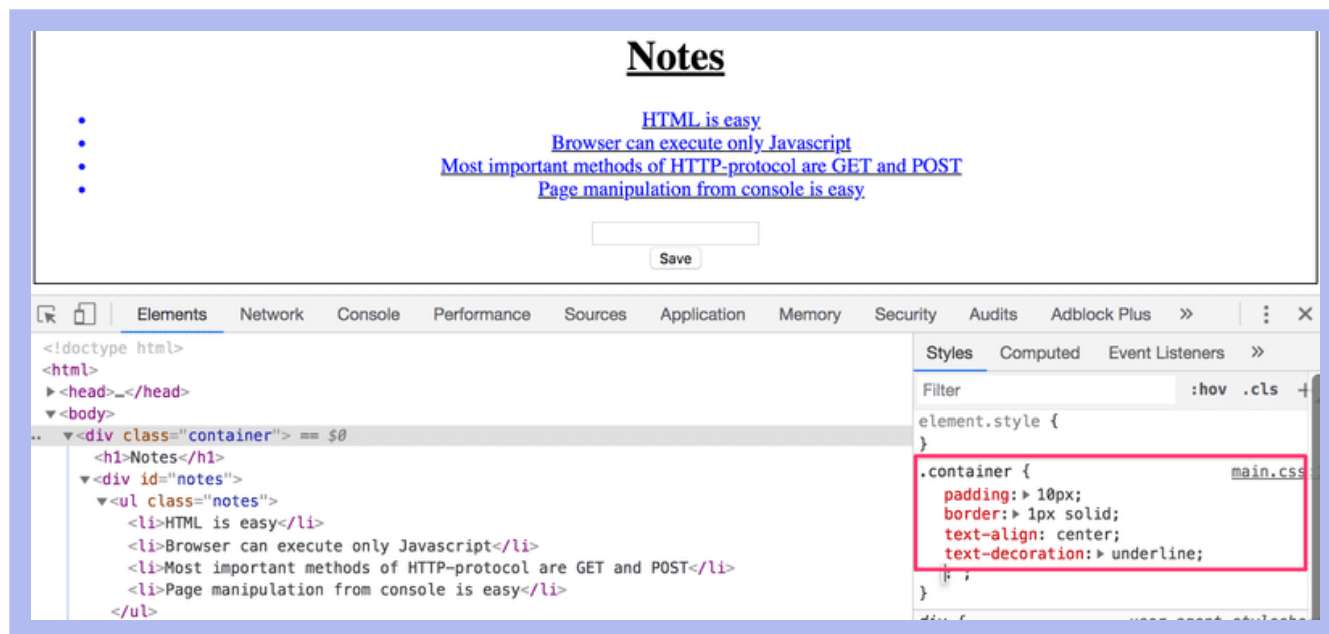 Notes
HTML is easy
Browser can execute only Javascript
Most important methods of HTTP-protocol are GET and POST
Page manipulation from console is easy
Save
Elements Network Console Performance Sources Application Memory Security Audits Adblock Plus »
<!doctype html>
<html>
<head>…</head>
<body>
<div class="container"> == $0
<h1>Notes</h1>
<div id="notes">
<ul class="notes">
<li>HTML is easy</li>
<li>Browser can execute only Javascript</li>
<li>Most important methods of HTTP-protocol are GET and POST</li>
<li>Page manipulation from console is easy</li>
</ul>
Styles Computed Event Listeners »
Filter :hov .cls +
element.style {
}
.container { main.css:
padding: 10px;
border: 1px solid;
text-align: center;
text-decoration: underline;
: ;
}